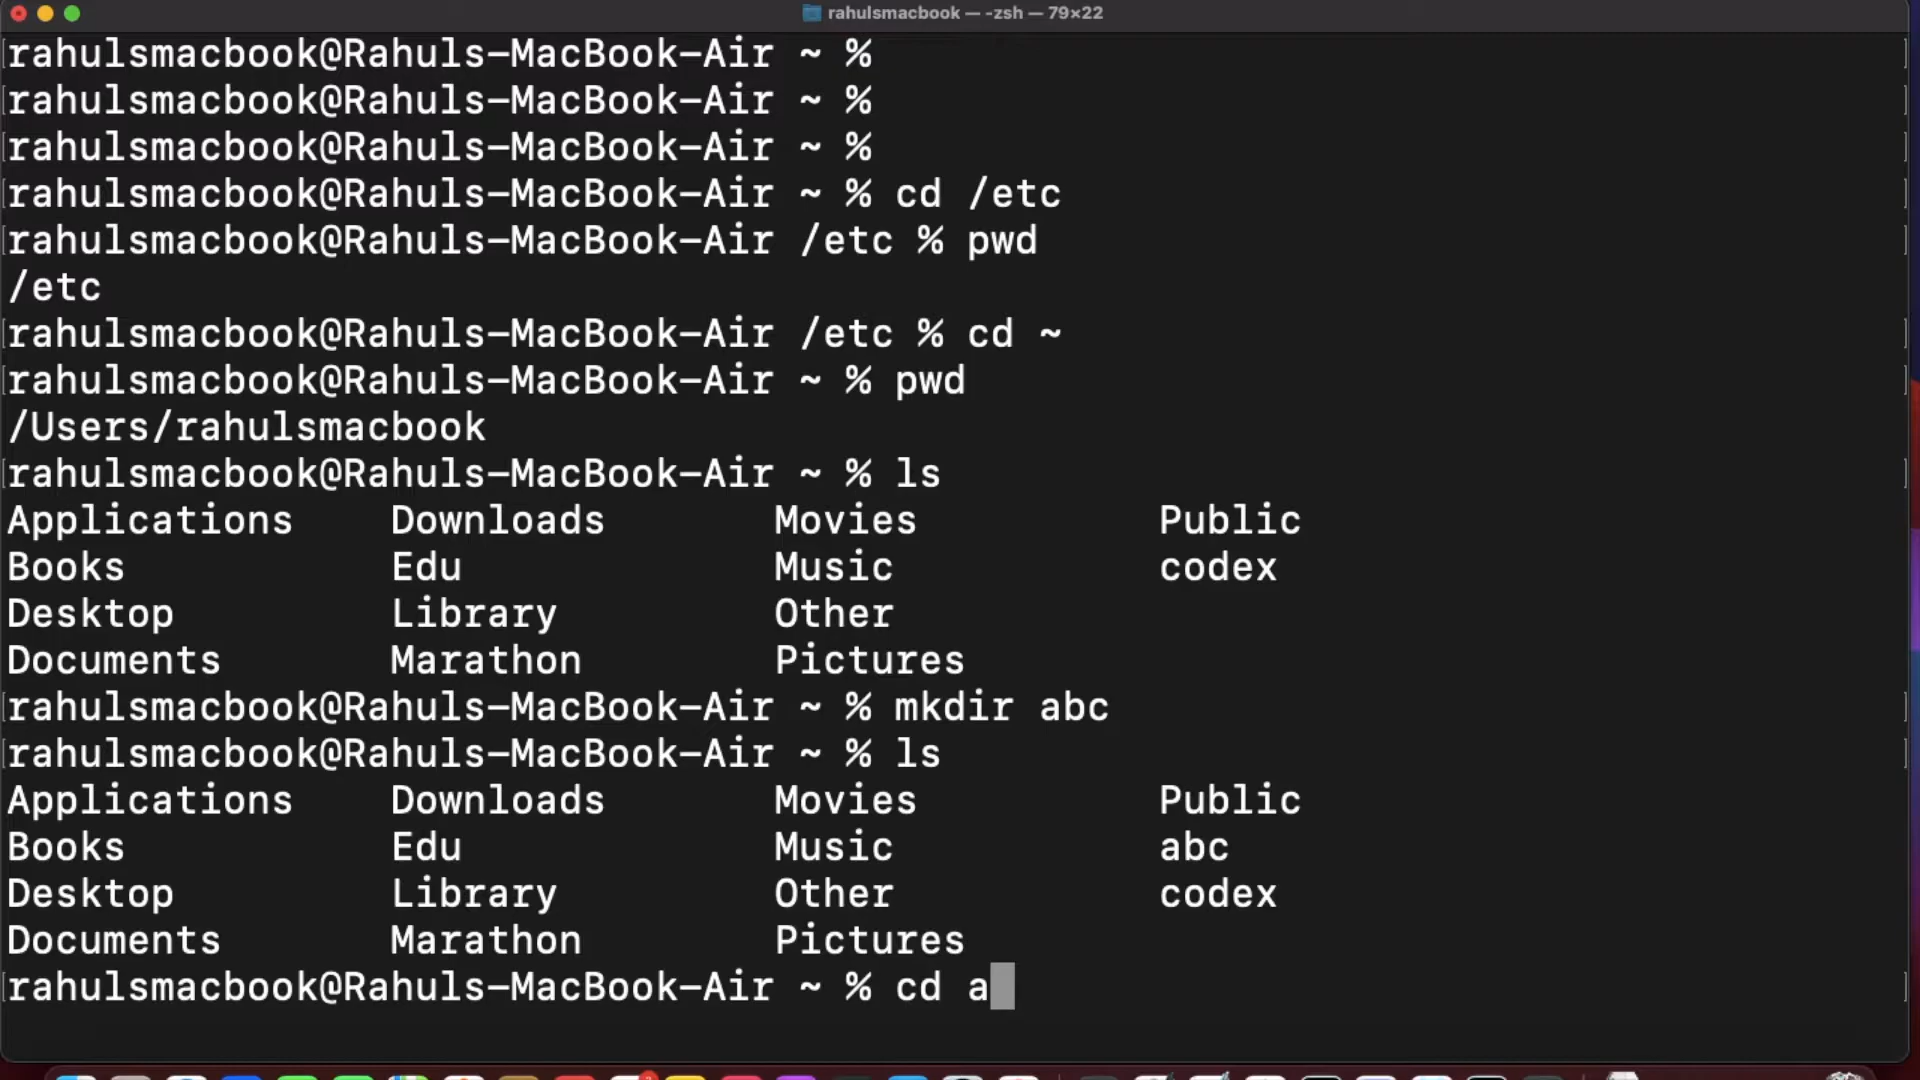 rahulsmacbook — -zsh — 79×22
rahulsmacbook@Rahuls-MacBook-Air ~ %
rahulsmacbook@Rahuls-MacBook-Air ~ %
rahulsmacbook@Rahuls-MacBook-Air ~ %
rahulsmacbook@Rahuls-MacBook-Air ~ % cd /etc
rahulsmacbook@Rahuls-MacBook-Air /etc % pwd
/etc
rahulsmacbook@Rahuls-MacBook-Air /etc % cd ~
rahulsmacbook@Rahuls-MacBook-Air ~ % pwd
/Users/rahulsmacbook
rahulsmacbook@Rahuls-MacBook-Air ~ % ls
Applications Downloads Movies Public
Books Edu Music codex
Desktop Library Other
Documents Marathon Pictures
rahulsmacbook@Rahuls-MacBook-Air ~ % mkdir abc
rahulsmacbook@Rahuls-MacBook-Air ~ % ls
Applications Downloads Movies Public
Books Edu Music abc
Desktop Library Other codex
Documents Marathon Pictures
rahulsmacbook@Rahuls-MacBook-Air ~ % cd a